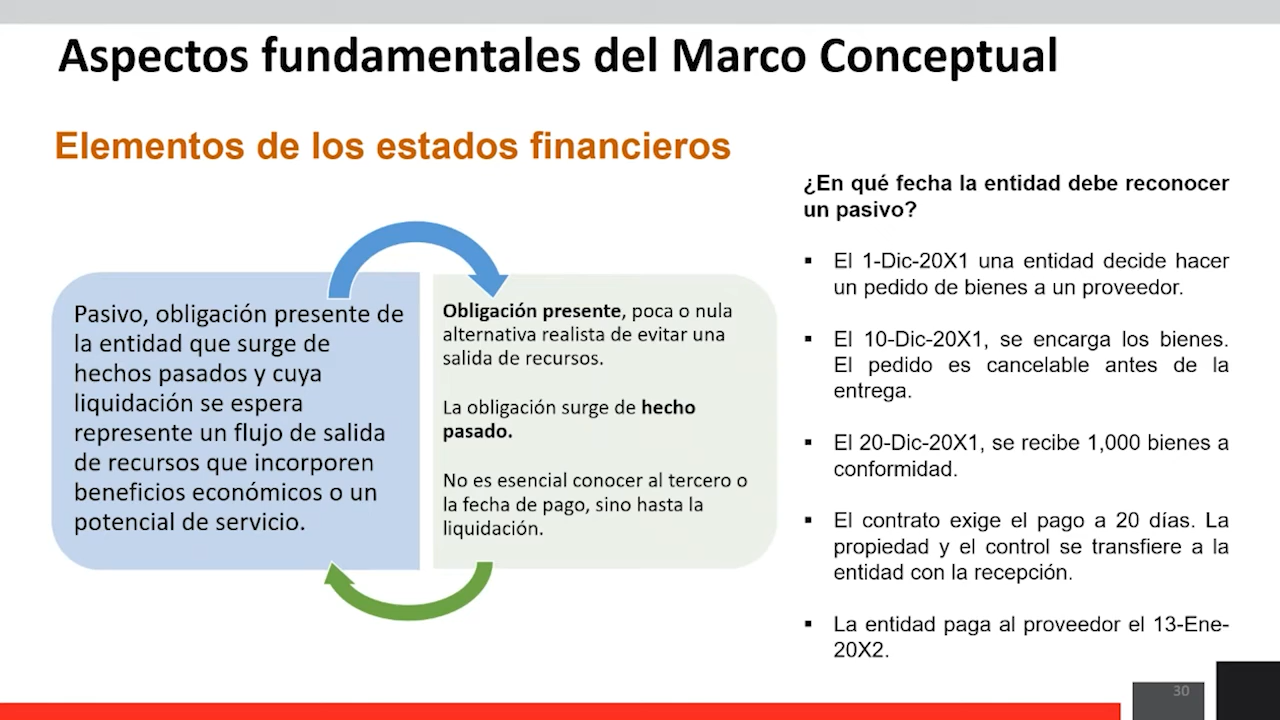 Aspectos fundamentales del Marco Conceptual
Elementos de los estados financieros
Pasivo, obligación presente de
la entidad que surge de
hechos pasados y cuya
liquidación se espera
represente un flujo de salida
de recursos que incorporen
beneficios económicos o un
potencial de servicio.
Obligación presente, poca o nula
alternativa realista de evitar una
salida de recursos.
La obligación surge de hecho
pasado.
No es esencial conocer al tercero o
la fecha de pago, sino hasta la
liquidación.
¿En qué fecha la entidad debe reconocer
un pasivo?
▪ El 1-Dic-20X1 una entidad decide hacer
un pedido de bienes a un proveedor.
▪ El 10-Dic-20X1, se encarga los bienes.
El pedido es cancelable antes de la
entrega.
▪ El 20-Dic-20X1, se recibe 1,000 bienes a
conformidad.
▪ El contrato exige el pago a 20 días. La
propiedad y el control se transfiere a la
entidad con la recepción.
▪ La entidad paga al proveedor el 13-Ene-
20X2.
30